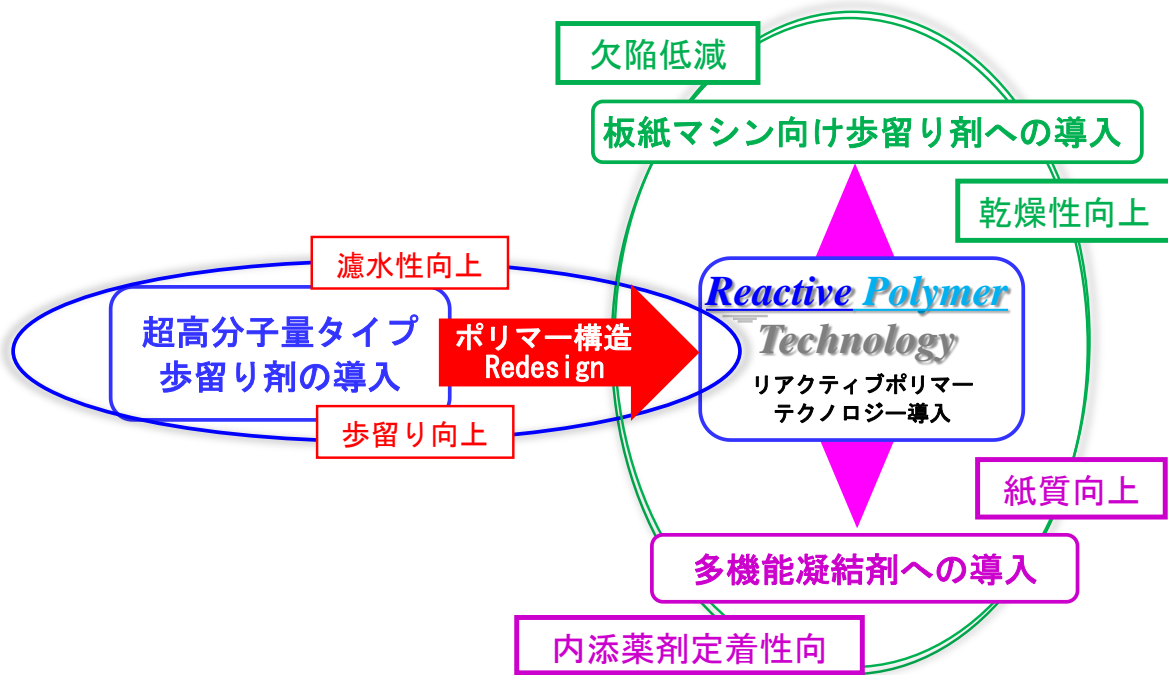 欠陥低減
板紙マシン向け歩留り剤への導入
乾燥性向上
濾水性向上
超高分子量タイプ
歩留り剤の導入
ポリマー構造
Redesign
歩留り向上
Reactive Polymer
Technology
リアクティブポリマー
テクノロジー導入
紙質向上
多機能凝結剤への導入
内添薬剤定着性向